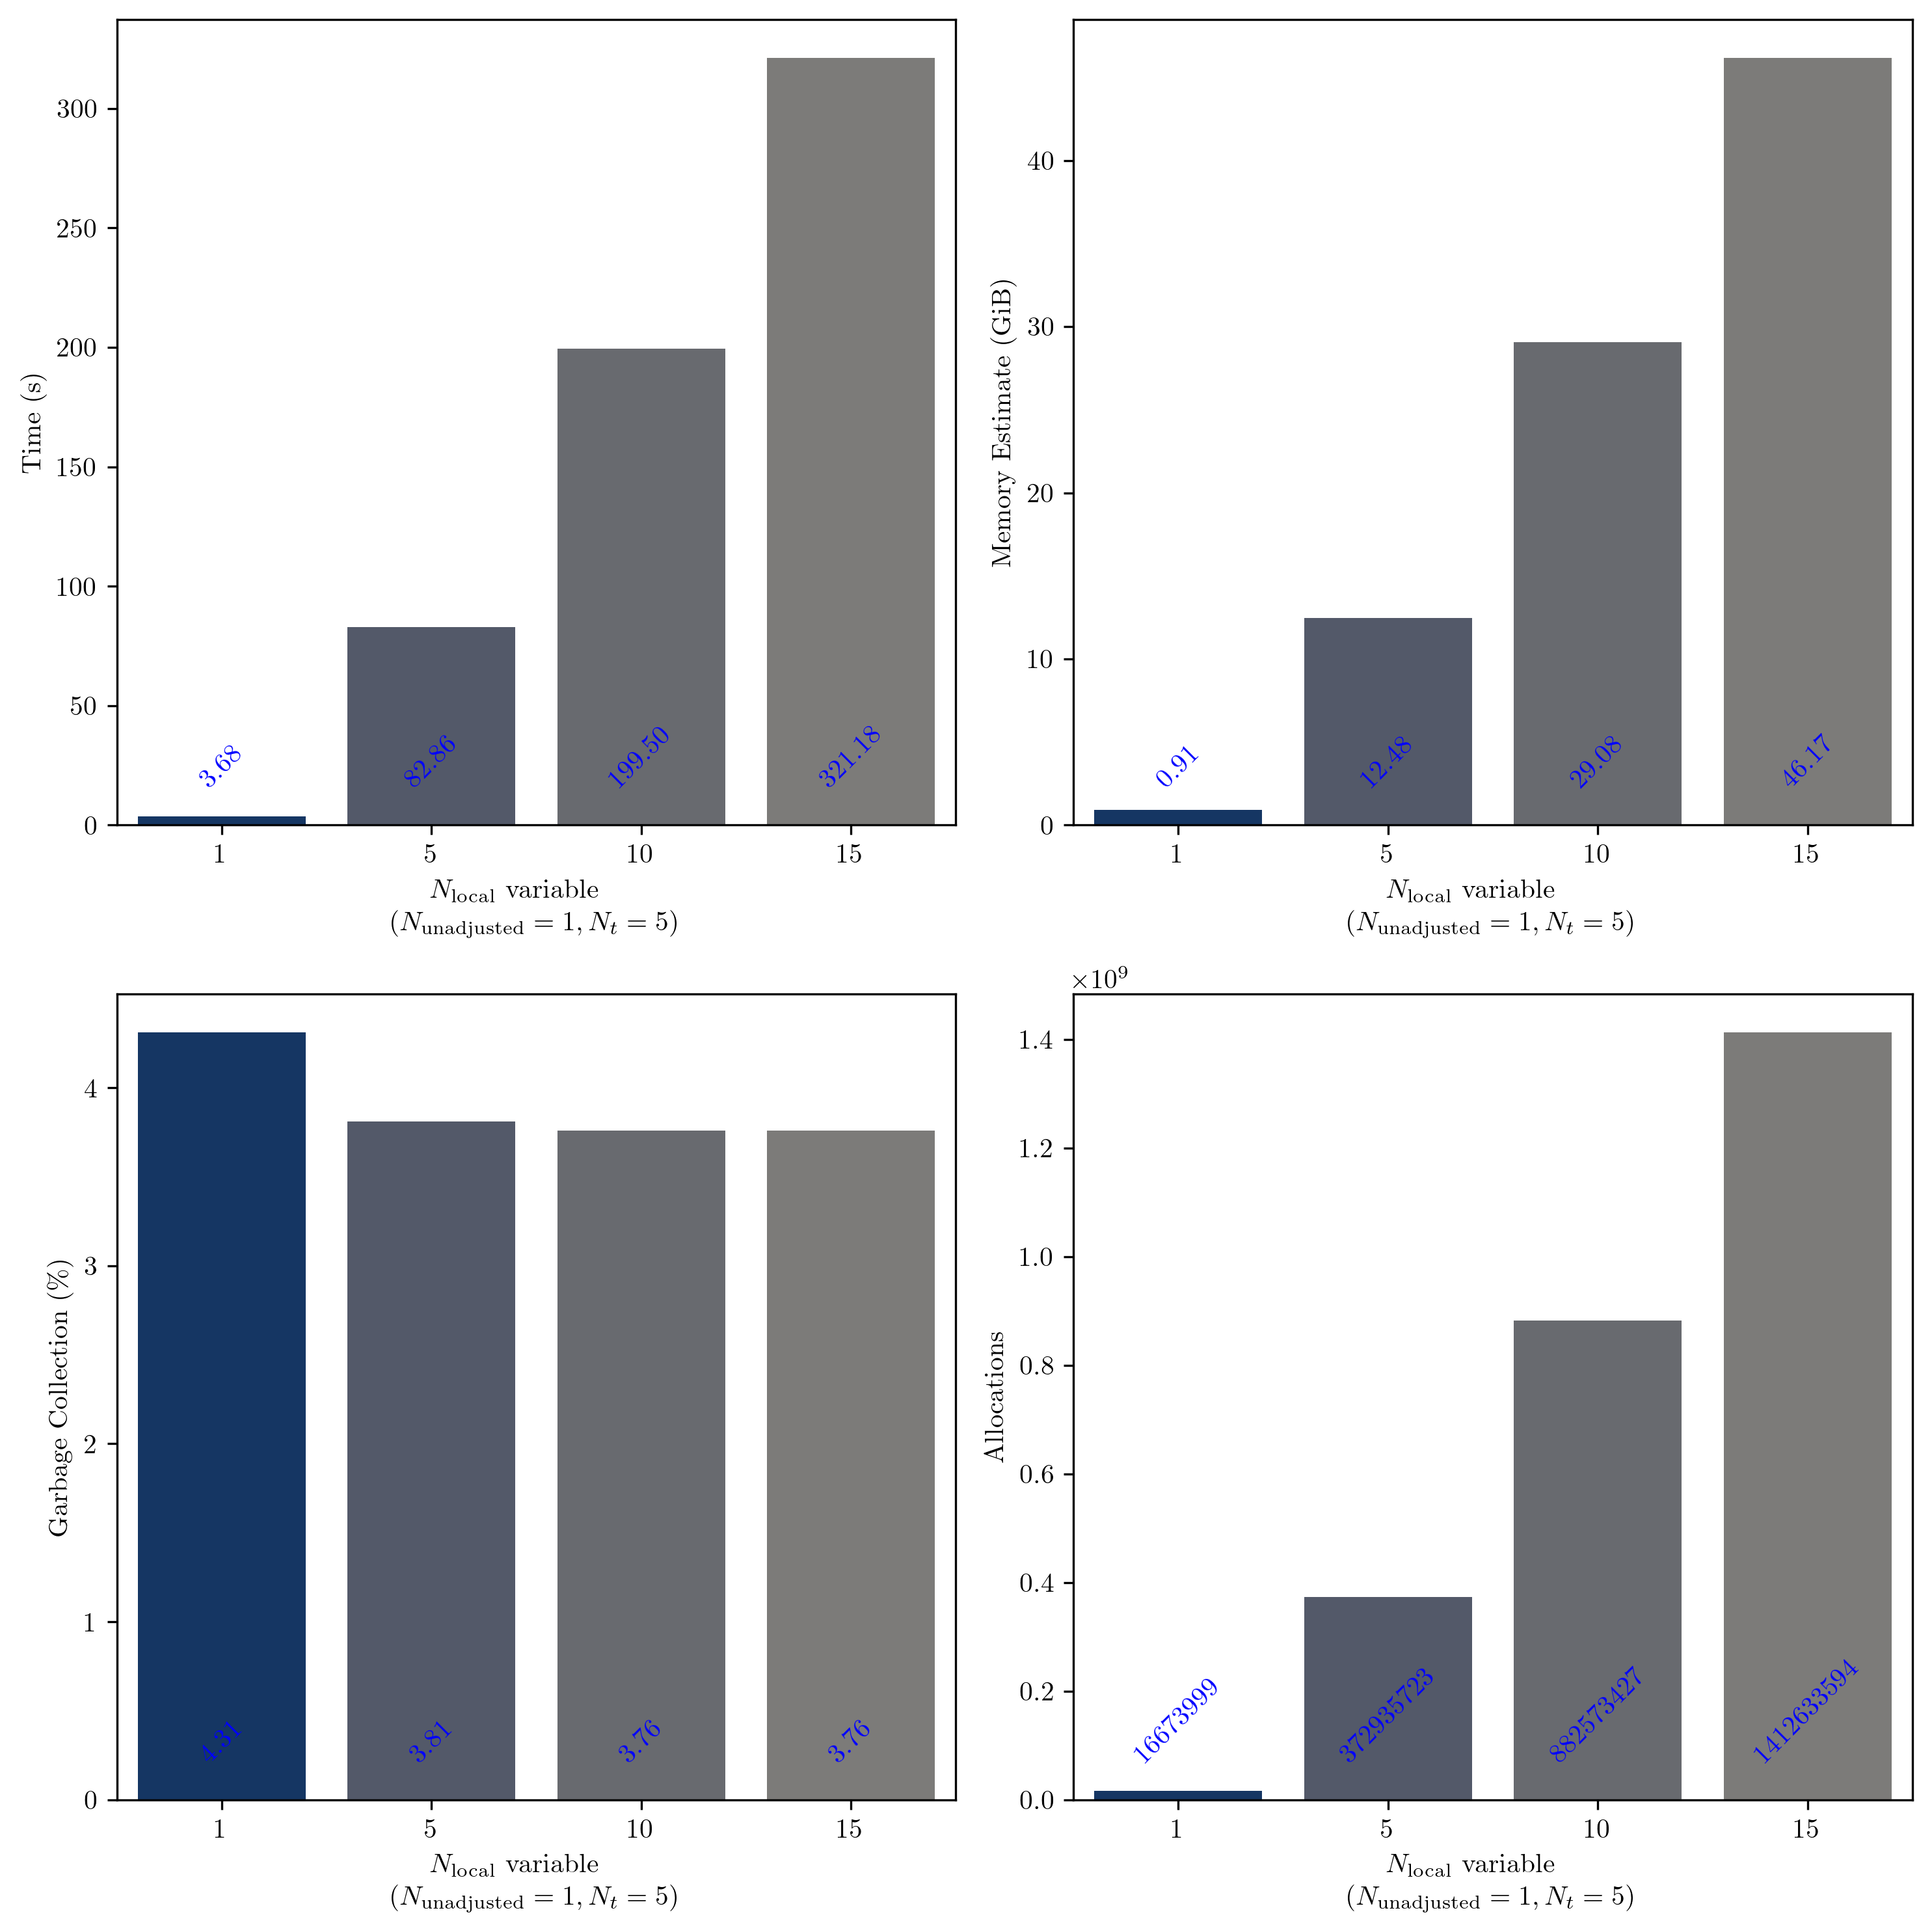 Time (s)
300
250
200
150
100
50
0
3.68
82.86
199.50
321.18
1 5 10 15
N_local variable
(N_unadjusted = 1, N_t = 5)
Memory Estimate (GiB)
40
30
20
10
0
0.91
12.48
29.08
46.17
1 5 10 15
N_local variable
(N_unadjusted = 1, N_t = 5)
Garbage Collection (%)
4
3
2
1
0
4.31
3.81
3.76
3.76
1 5 10 15
N_local variable
(N_unadjusted = 1, N_t = 5)
×10⁹
Allocations
1.4
1.2
1.0
0.8
0.6
0.4
0.2
0.0
16673999
372935723
882573427
1412633594
1 5 10 15
N_local variable
(N_unadjusted = 1, N_t = 5)